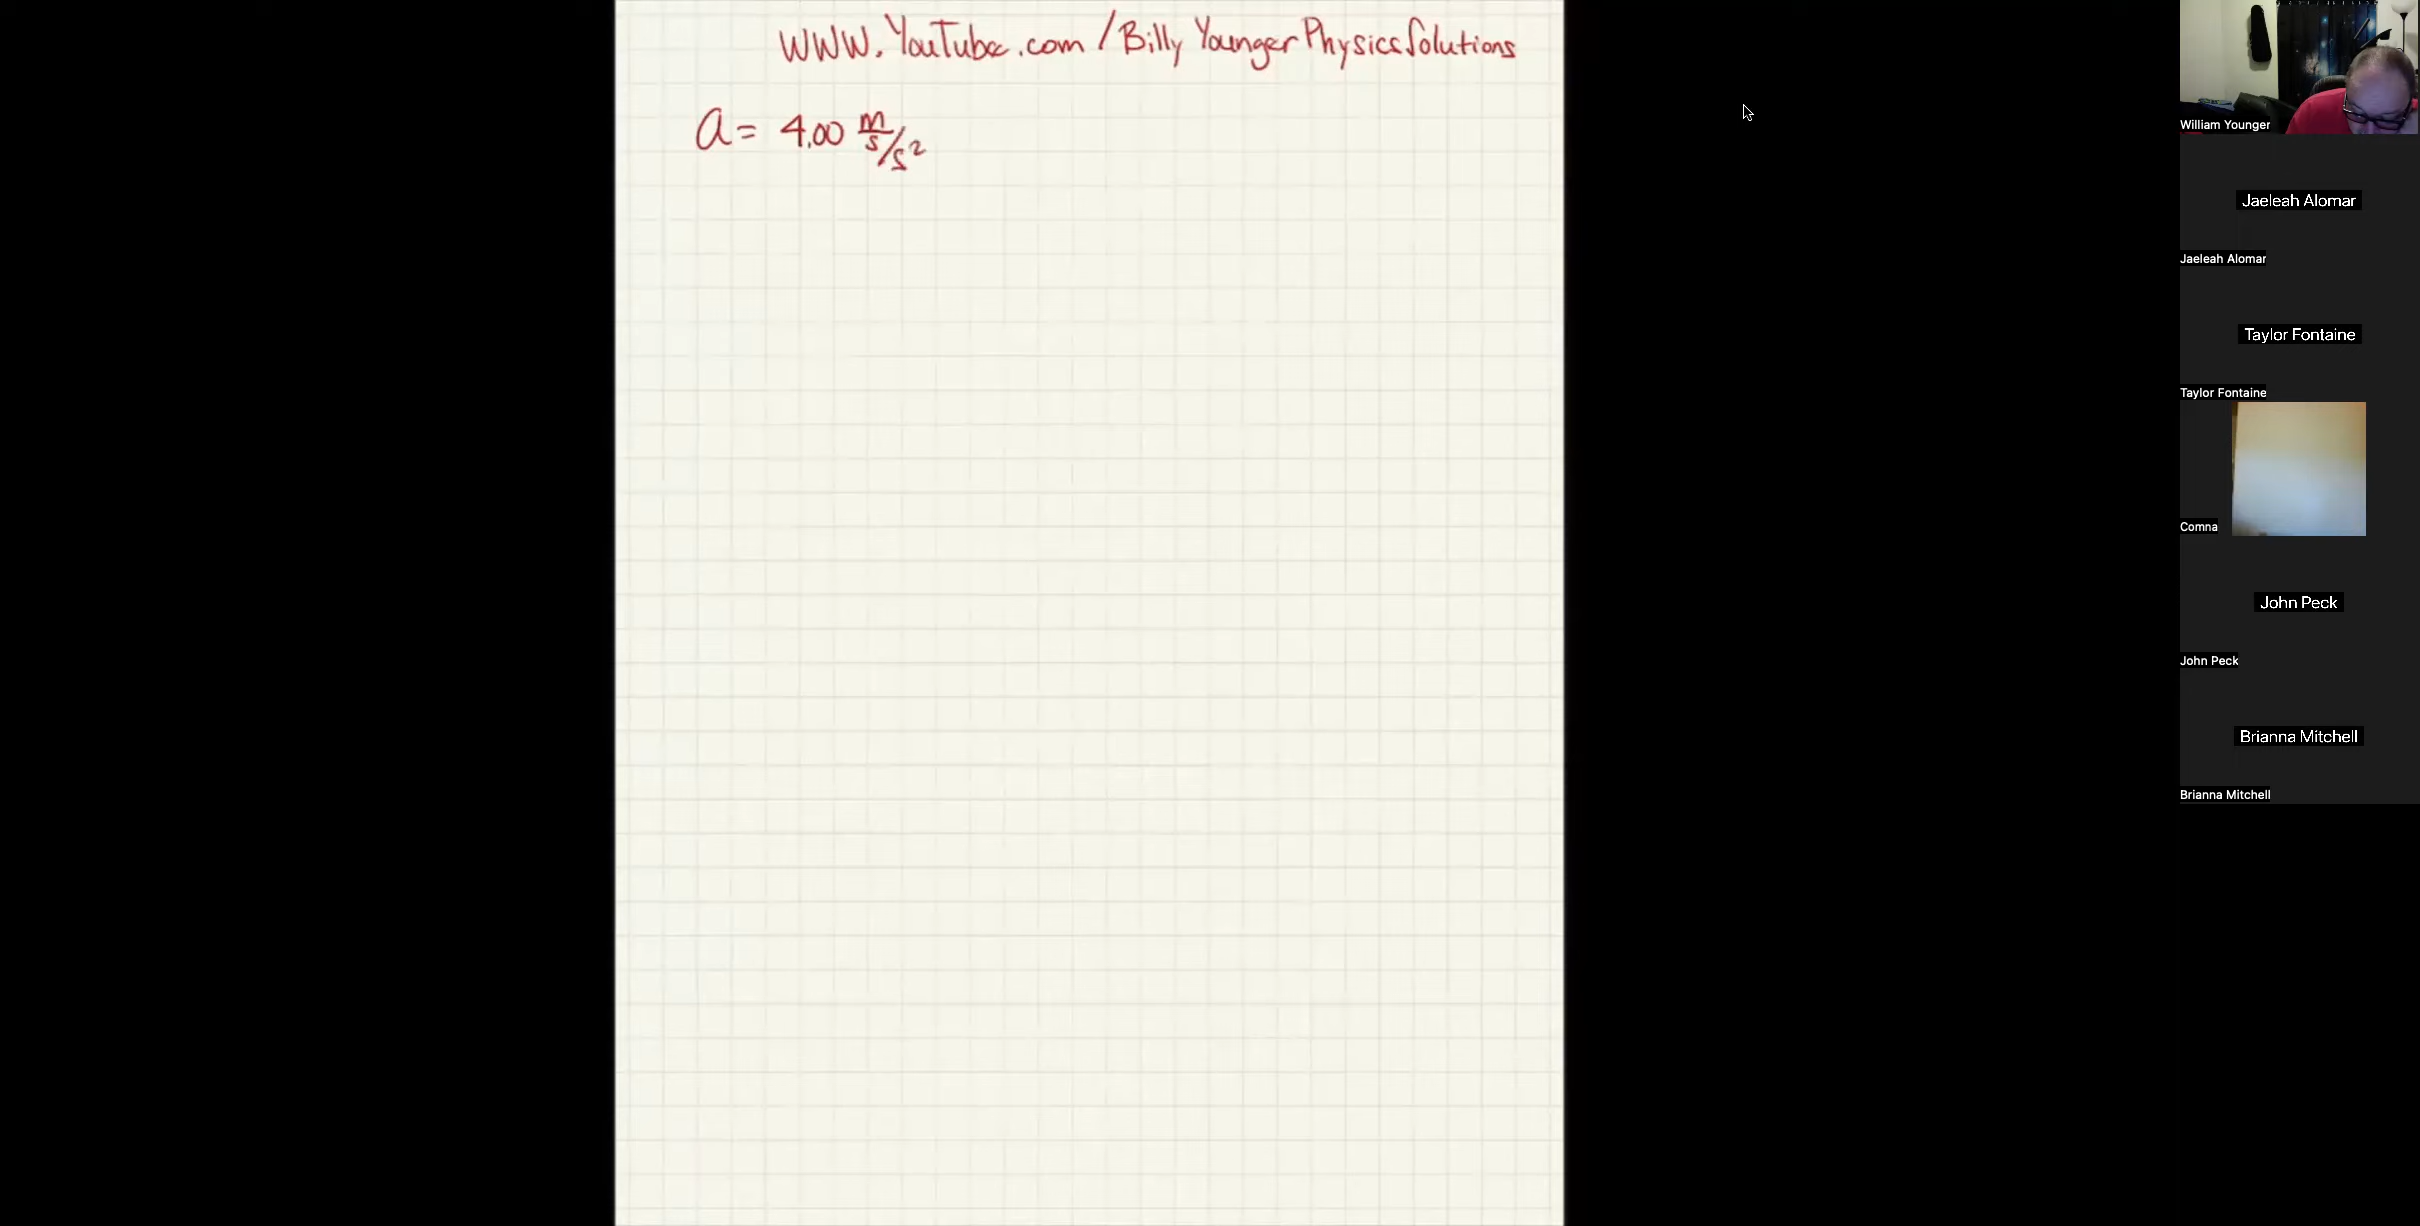 WWW.YouTube.com/BillyYoungerPhysicsSolutions
a = 4.00 m/s/s²
William Younger
Jaeleah Alomar
Jaeleah Alomar
Taylor Fontaine
Taylor Fontaine
Comna
John Peck
John Peck
Brianna Mitchell
Brianna Mitchell